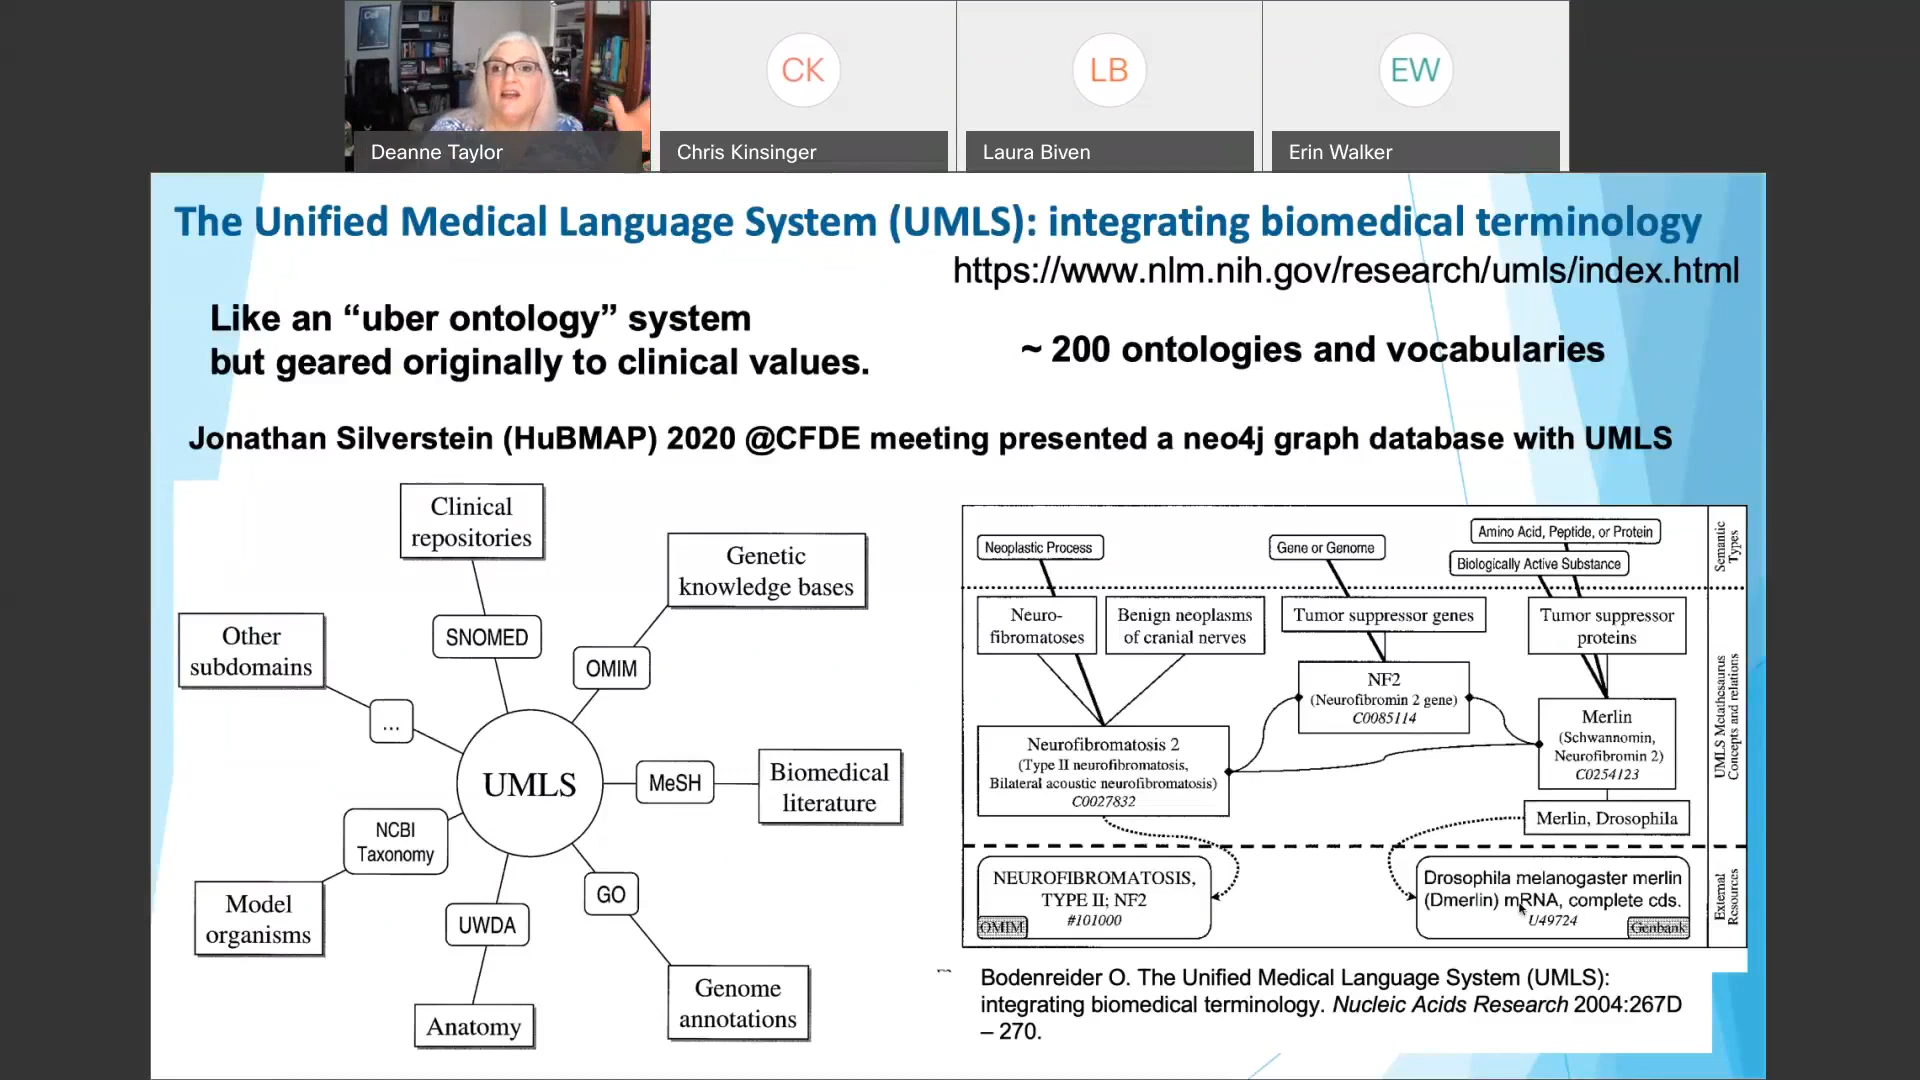 Cell
CK
LB
EW
Deanne Taylor
Chris Kinsinger
Laura Biven
Erin Walker
The Unified Medical Language System (UMLS): integrating biomedical terminology
https://www.nlm.nih.gov/research/umls/index.html
Like an “uber ontology” system
but geared originally to clinical values.
~ 200 ontologies and vocabularies
Jonathan Silverstein (HuBMAP) 2020 @CFDE meeting presented a neo4j graph database with UMLS
Clinical
repositories
Genetic
knowledge bases
SNOMED
OMIM
Other
subdomains
...
UMLS
MeSH
Biomedical
literature
NCBI
Taxonomy
Model
organisms
UWDA
GO
Anatomy
Genome
annotations
Neoplastic Process
Gene or Genome
Amino Acid, Peptide, or Protein
Biologically Active Substance
Semantic
Types
Neuro-
fibromatoses
Benign neoplasms
of cranial nerves
Tumor suppressor genes
Tumor suppressor
proteins
NF2
(Neurofibromin 2 gene)
C0085114
Merlin
(Schwannomin,
Neurofibromin 2)
C0254123
Neurofibromatosis 2
(Type II neurofibromatosis,
Bilateral acoustic neurofibromatosis)
C0027832
Merlin, Drosophila
UMLS Metathesaurus
Concepts and relations
NEUROFIBROMATOSIS,
TYPE II; NF2
#101000
OMIM
Drosophila melanogaster merlin
(Dmerlin) mRNA, complete cds.
U49724
Genbank
External
Resources
Bodenreider O. The Unified Medical Language System (UMLS):
integrating biomedical terminology. Nucleic Acids Research 2004:267D
– 270.